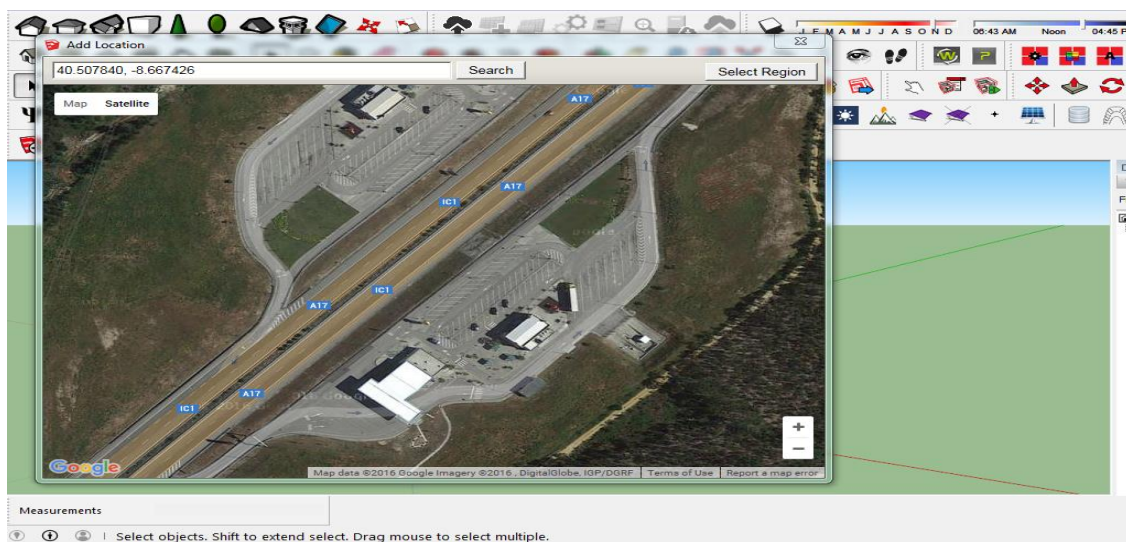 J F M A M J J A S O N D
06:43 AM Noon 04:45 P
Add Location
40.507840, -8.667426
Search
Select Region
Map Satellite
A17
IC1
A17
IC1
A17
A17
IC1
Google
Map data ©2016 Google Imagery ©2016 , DigitalGlobe, IGP/DGRF
Terms of Use
Report a map error
Measurements
Select objects. Shift to extend select. Drag mouse to select multiple.